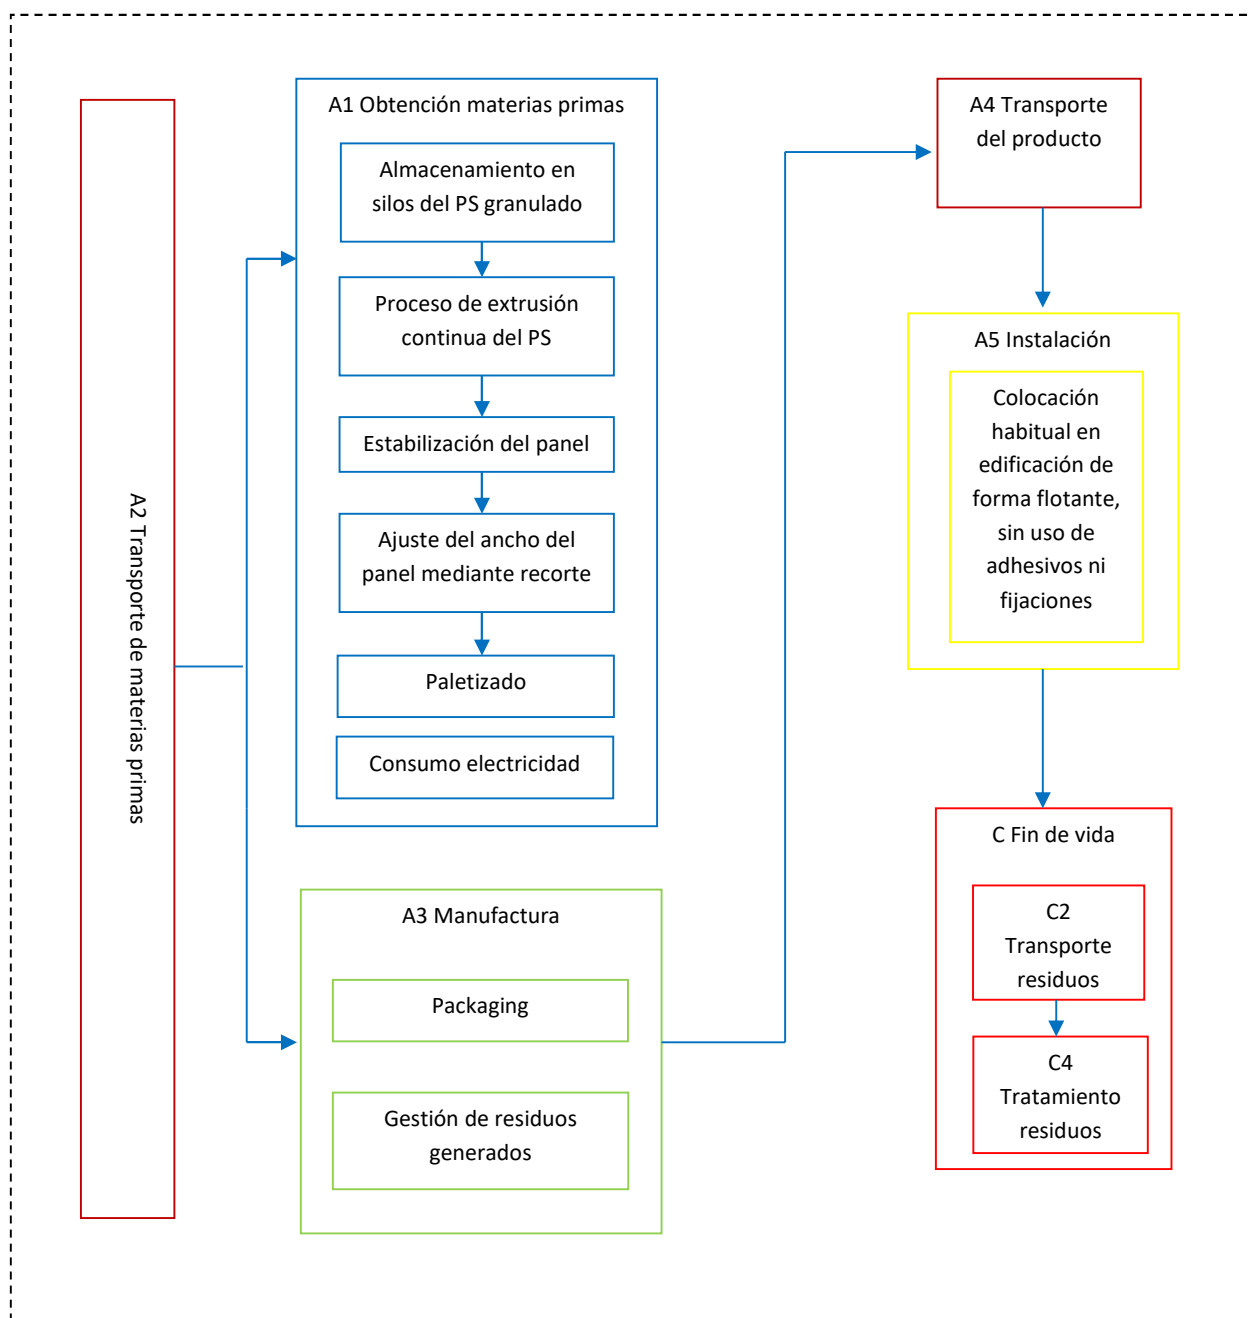 A2 Transporte de materias primas
A1 Obtención materias primas
Almacenamiento en
silos del PS granulado
Proceso de extrusión
continua del PS
Estabilización del panel
Ajuste del ancho del
panel mediante recorte
Paletizado
Consumo electricidad
A3 Manufactura
Packaging
Gestión de residuos
generados
A4 Transporte
del producto
A5 Instalación
Colocación
habitual en
edificación de
forma flotante,
sin uso de
adhesivos ni
fijaciones
C Fin de vida
C2
Transporte
residuos
C4
Tratamiento
residuos